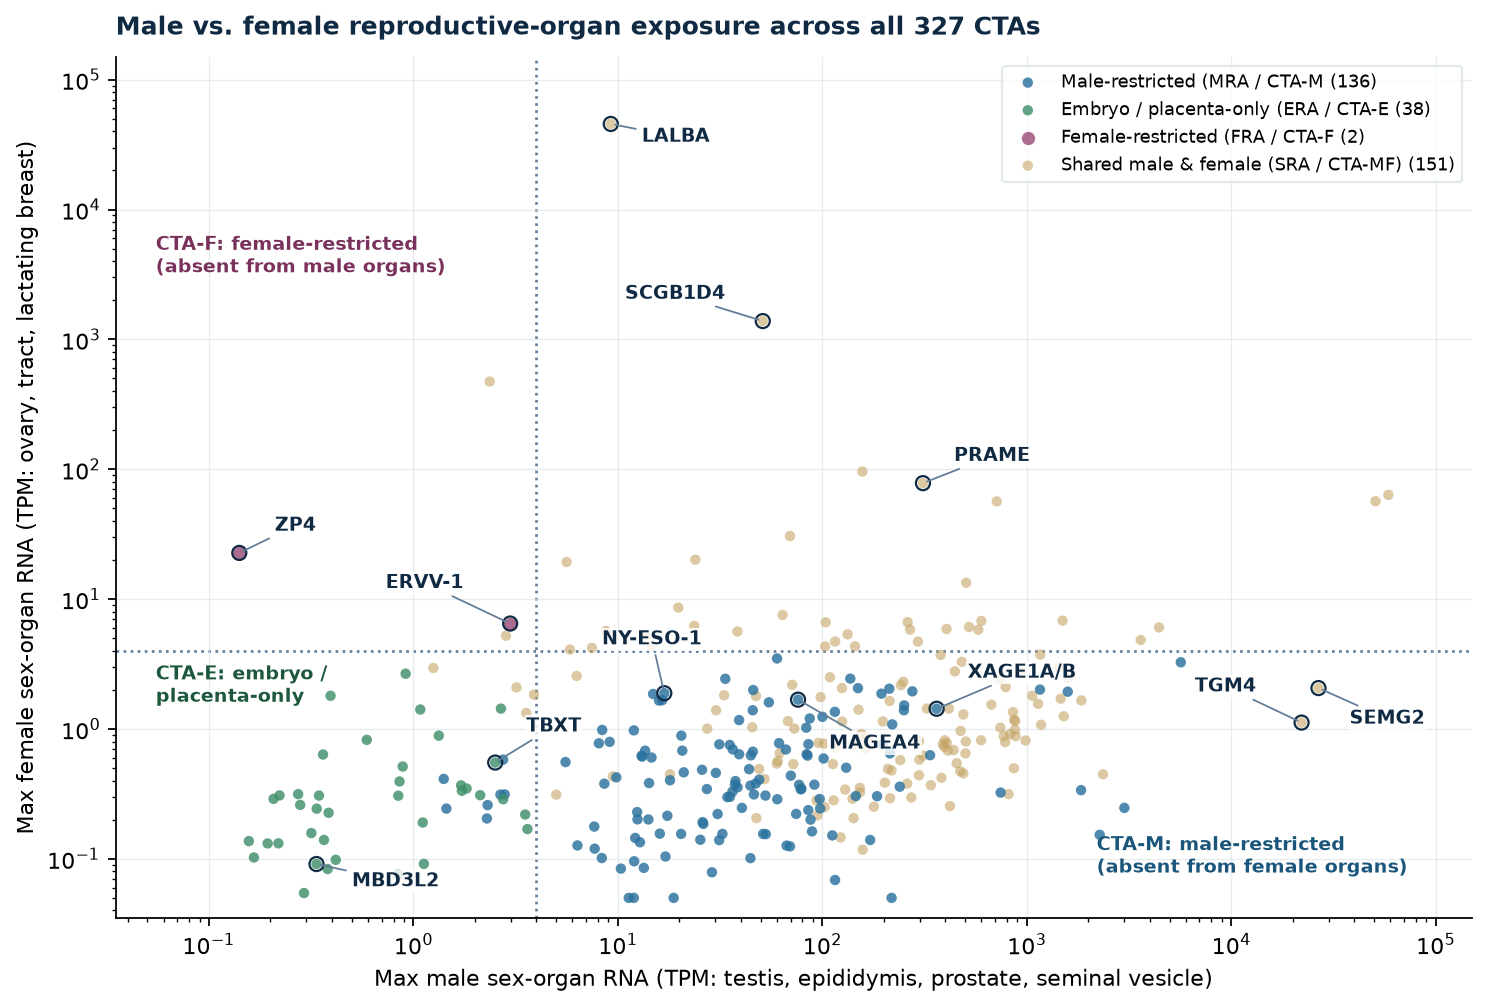 Male vs. female reproductive-organ exposure across all 327 CTAs
Max female sex-organ RNA (TPM: ovary, tract, lactating breast)
10^5
10^4
10^3
10^2
10^1
10^0
10^-1
Male-restricted (MRA / CTA-M (136)
Embryo / placenta-only (ERA / CTA-E (38)
Female-restricted (FRA / CTA-F (2)
Shared male & female (SRA / CTA-MF) (151)
LALBA
CTA-F: female-restricted
(absent from male organs)
SCGB1D4
PRAME
ZP4
ERVV-1
NY-ESO-1
CTA-E: embryo /
placenta-only
XAGE1A/B
TGM4
SEMG2
TBXT
MAGEA4
CTA-M: male-restricted
(absent from female organs)
MBD3L2
10^-1
10^0
10^1
10^2
10^3
10^4
10^5
Max male sex-organ RNA (TPM: testis, epididymis, prostate, seminal vesicle)